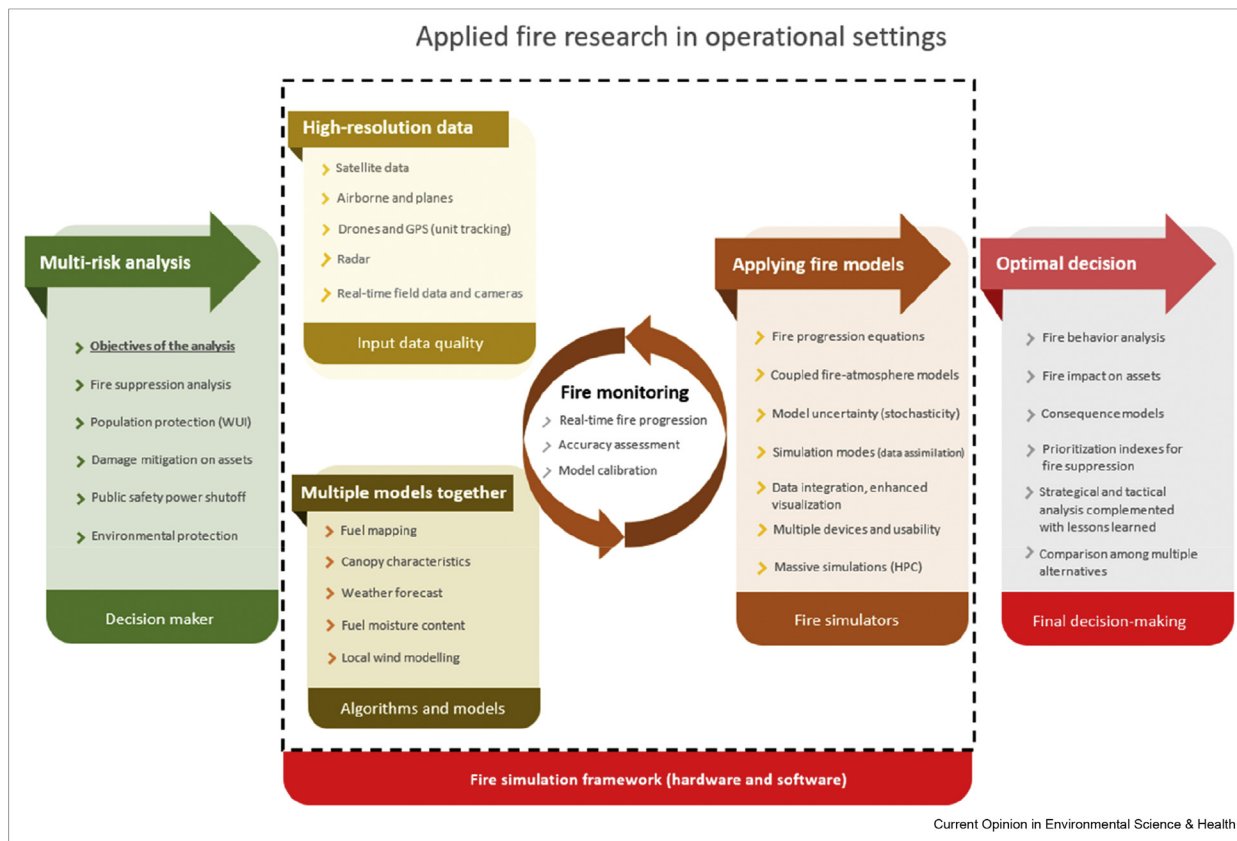 Applied fire research in operational settings
Multi-risk analysis
Objectives of the analysis
Fire suppression analysis
Population protection (WUI)
Damage mitigation on assets
Public safety power shutoff
Environmental protection
Decision maker
High-resolution data
Satellite data
Airborne and planes
Drones and GPS (unit tracking)
Radar
Real-time field data and cameras
Input data quality
Multiple models together
Fuel mapping
Canopy characteristics
Weather forecast
Fuel moisture content
Local wind modelling
Algorithms and models
Fire monitoring
Real-time fire progression
Accuracy assessment
Model calibration
Applying fire models
Fire progression equations
Coupled fire-atmosphere models
Model uncertainty (stochasticity)
Simulation modes (data assimilation)
Data integration, enhanced
visualization
Multiple devices and usability
Massive simulations (HPC)
Fire simulators
Optimal decision
Fire behavior analysis
Fire impact on assets
Consequence models
Prioritization indexes for
fire suppression
Strategical and tactical
analysis complemented
with lessons learned
Comparison among multiple
alternatives
Final decision-making
Fire simulation framework (hardware and software)
Current Opinion in Environmental Science & Health